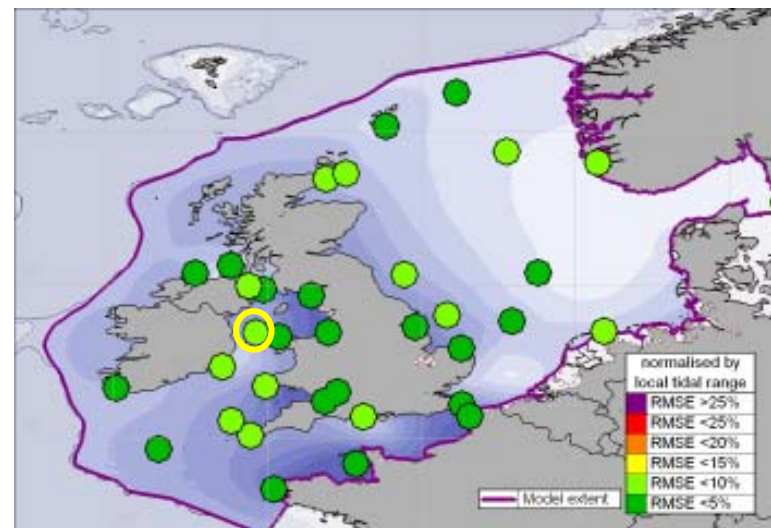 normalised by
local tidal range
RMSE >25%
RMSE <25%
RMSE <20%
RMSE <15%
RMSE <10%
RMSE <5%
Model extent